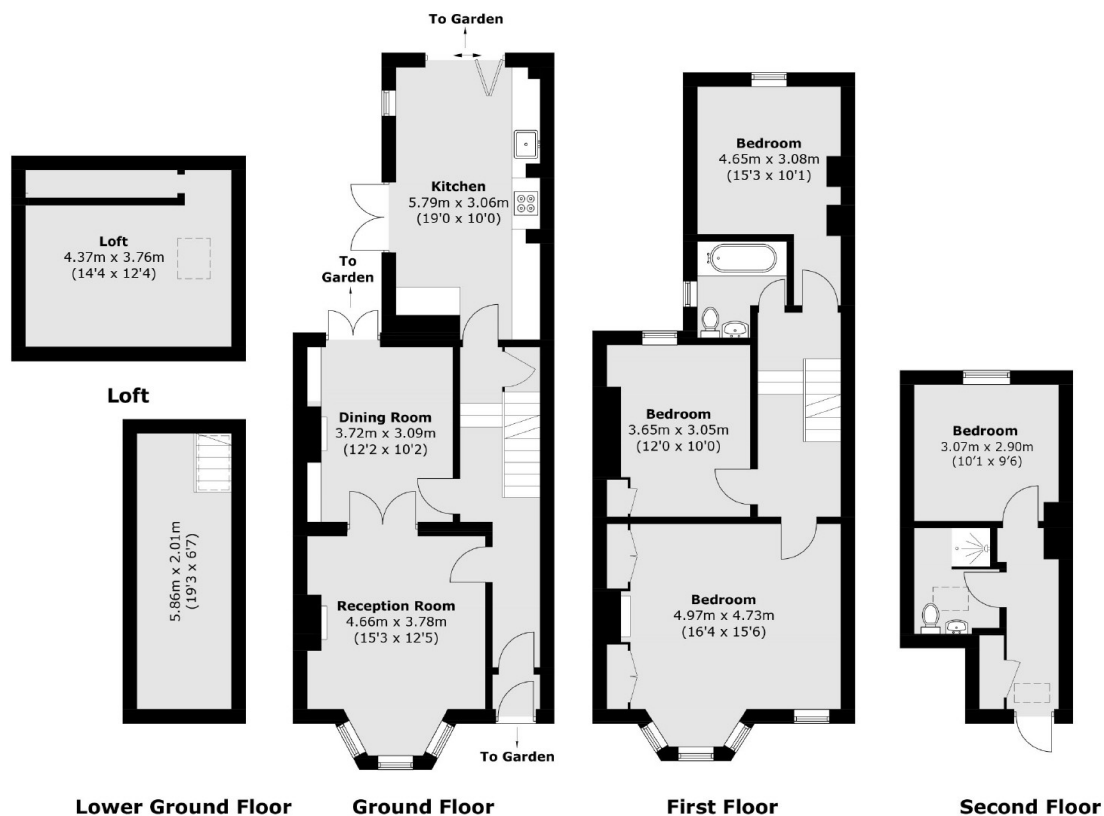 To Garden
Kitchen
5.79m x 3.06m
(19'0 x 10'0)
To
Garden
Dining Room
3.72m x 3.09m
(12'2 x 10'2)
Reception Room
4.66m x 3.78m
(15'3 x 12'5)
To Garden
Loft
4.37m x 3.76m
(14'4 x 12'4)
Loft
5.86m x 2.01m
(19'3 x 6'7)
Bedroom
4.65m x 3.08m
(15'3 x 10'1)
Bedroom
3.65m x 3.05m
(12'0 x 10'0)
Bedroom
4.97m x 4.73m
(16'4 x 15'6)
Bedroom
3.07m x 2.90m
(10'1 x 9'6)
Lower Ground Floor
Ground Floor
First Floor
Second Floor